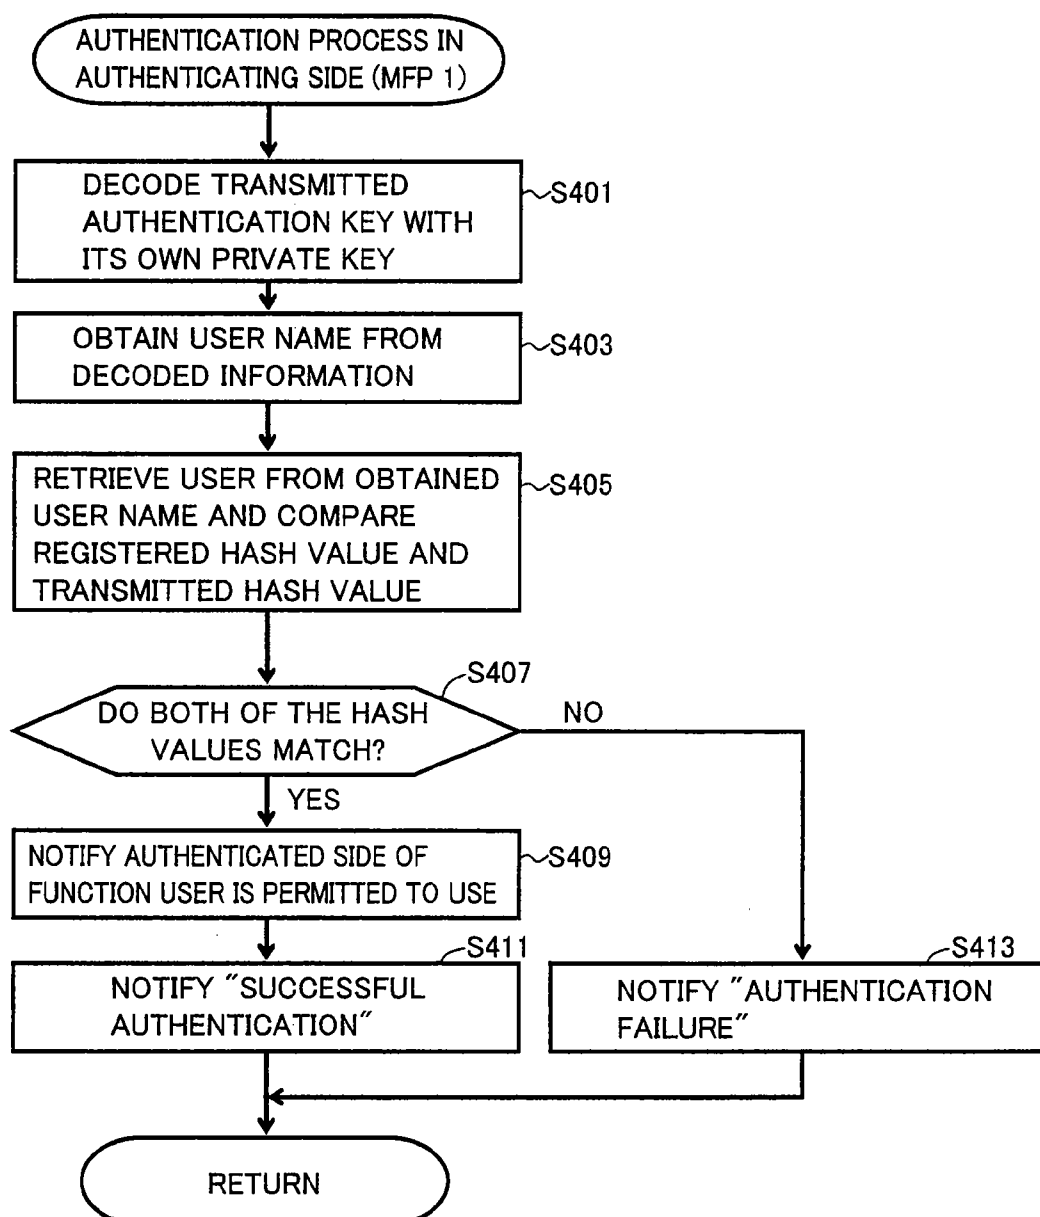 AUTHENTICATION PROCESS IN
AUTHENTICATING SIDE (MFP 1)
DECODE TRANSMITTED
AUTHENTICATION KEY WITH
ITS OWN PRIVATE KEY
S401
OBTAIN USER NAME FROM
DECODED INFORMATION
S403
RETRIEVE USER FROM OBTAINED
USER NAME AND COMPARE
REGISTERED HASH VALUE AND
TRANSMITTED HASH VALUE
S405
S407
DO BOTH OF THE HASH
VALUES MATCH?
NO
YES
NOTIFY AUTHENTICATED SIDE OF
FUNCTION USER IS PERMITTED TO USE
S409
S411
NOTIFY "SUCCESSFUL
AUTHENTICATION"
S413
NOTIFY "AUTHENTICATION
FAILURE"
RETURN